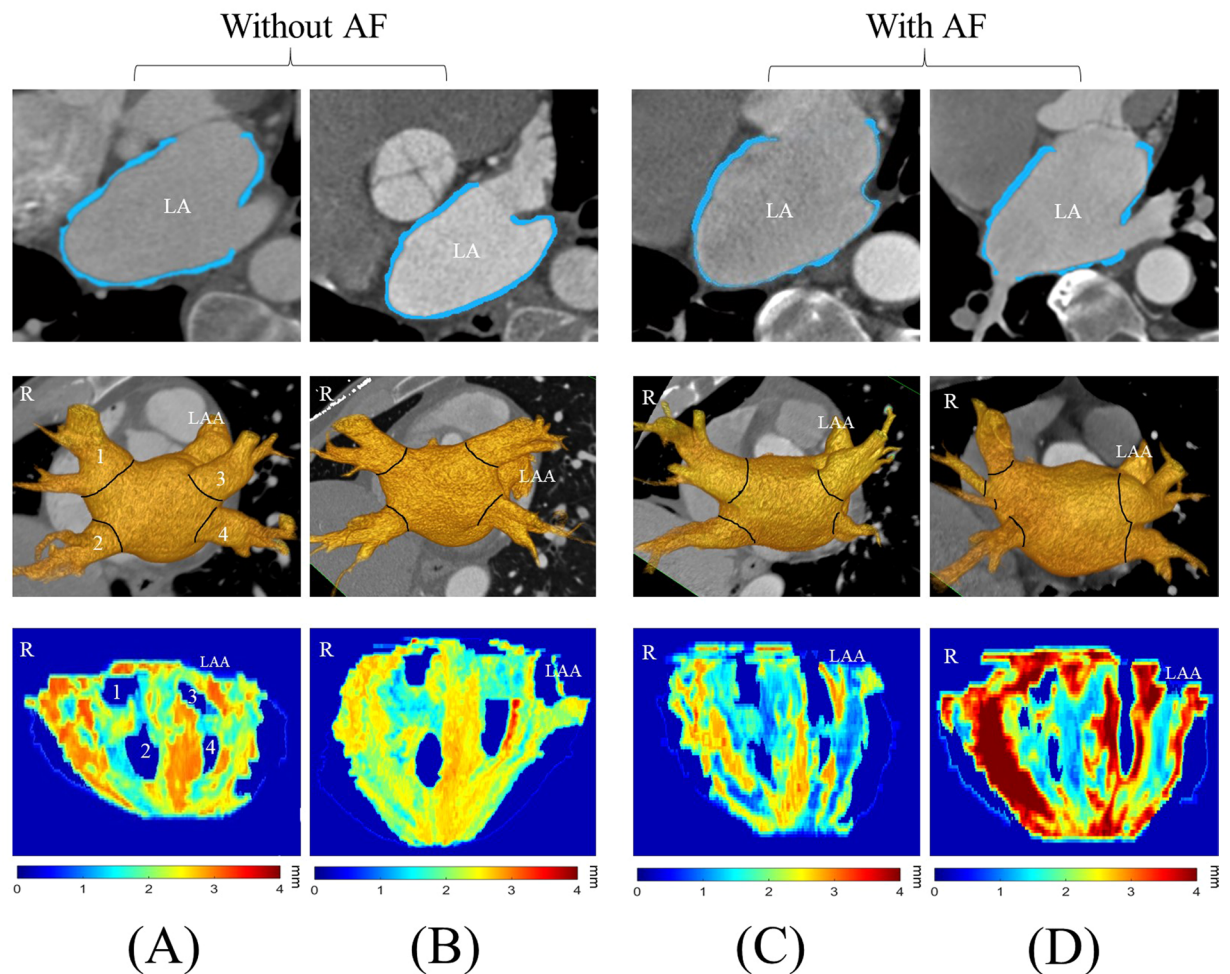 Without AF With AF
LA LA LA LA
R R R R
LAA LAA LAA LAA
1 3
2 4
R R R R
LAA LAA LAA LAA
1 3
2 4
0 1 2 3 4 mm 0 1 2 3 4 mm 0 1 2 3 4 mm 0 1 2 3 4 mm
(A) (B) (C) (D)